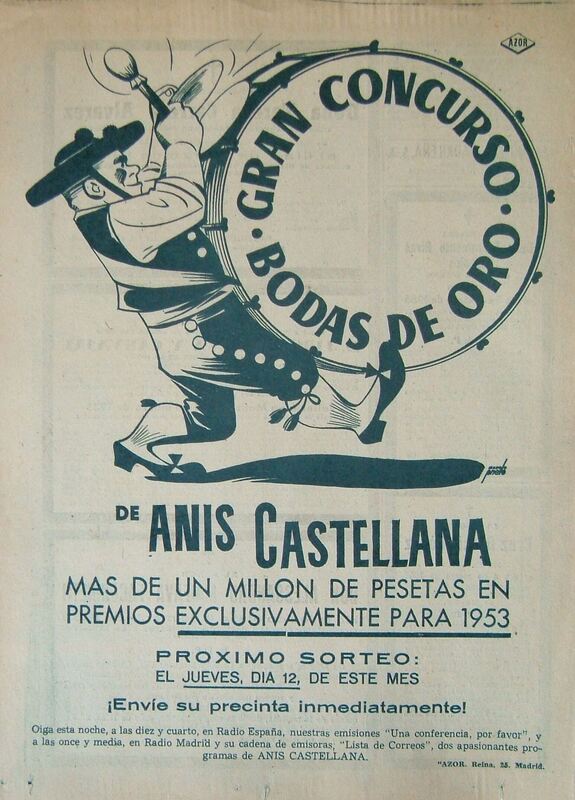 AZOR
· GRAN CONCURSO ·
BODAS DE ORO
DE ANIS CASTELLANA
MAS DE UN MILLON DE PESETAS EN
PREMIOS EXCLUSIVAMENTE PARA 1953
PROXIMO SORTEO:
EL JUEVES, DIA 12, DE ESTE MES
¡Envíe su precinta inmediatamente!
Oiga esta noche, a las diez y cuarto, en Radio España, nuestras emisiones "Una conferencia, por favor", y
a las once y media, en Radio Madrid y su cadena de emisoras, "Lista de Correos", dos apasionantes pro-
gramas de ANIS CASTELLANA.
"AZOR. Reina, 25. Madrid.